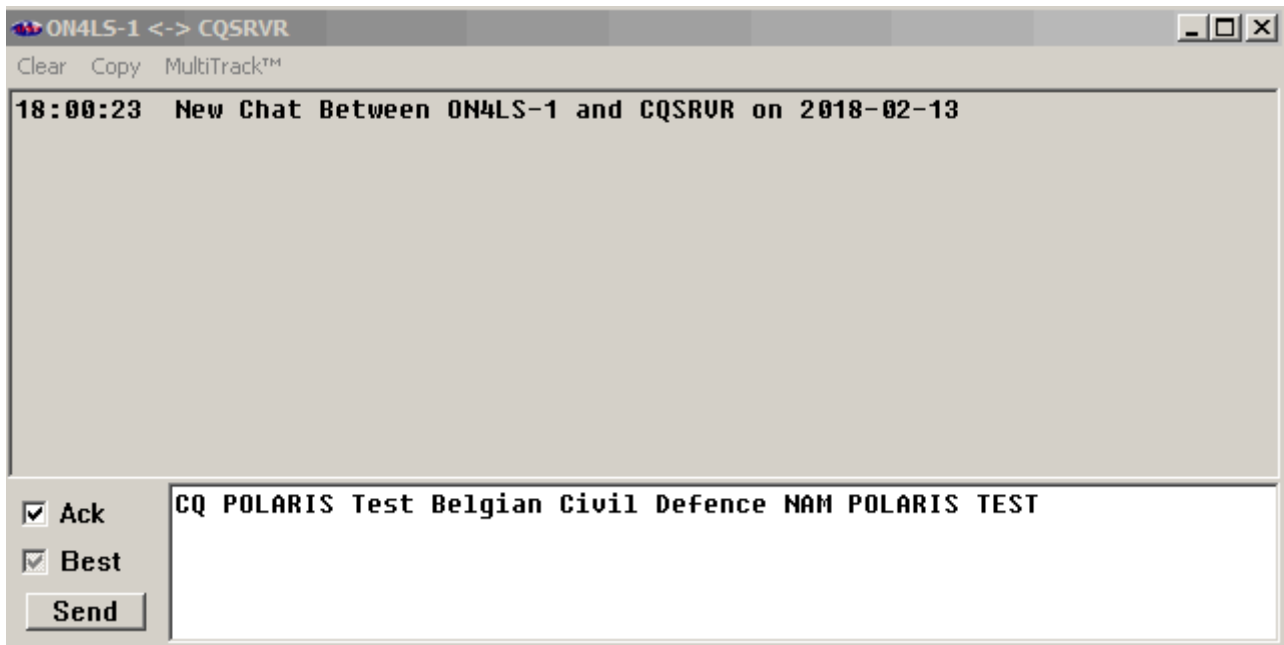 ON4LS-1 <-> CQSRVR
Clear Copy MultiTrack™
18:00:23 New Chat Between ON4LS-1 and CQSRVR on 2018-02-13
Ack
CQ POLARIS Test Belgian Civil Defence NAM POLARIS TEST
Best
Send